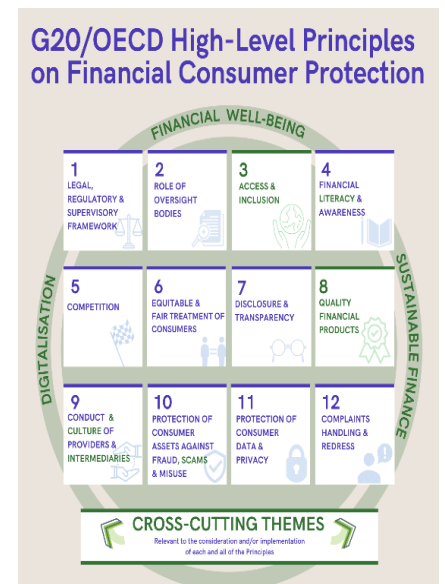 G20/OECD High-Level Principles
on Financial Consumer Protection
FINANCIAL WELL-BEING
DIGITALISATION
SUSTAINABLE FINANCE
1
LEGAL,
REGULATORY &
SUPERVISORY
FRAMEWORK
2
ROLE OF
OVERSIGHT
BODIES
3
ACCESS &
INCLUSION
4
FINANCIAL
LITERACY &
AWARENESS
5
COMPETITION
6
EQUITABLE &
FAIR TREATMENT OF
CONSUMERS
7
DISCLOSURE &
TRANSPARENCY
8
QUALITY
FINANCIAL
PRODUCTS
9
CONDUCT &
CULTURE OF
PROVIDERS &
INTERMEDIARIES
10
PROTECTION OF
CONSUMER
ASSETS AGAINST
FRAUD, SCAMS
& MISUSE
11
PROTECTION OF
CONSUMER
DATA &
PRIVACY
12
COMPLAINTS
HANDLING &
REDRESS
CROSS-CUTTING THEMES
Relevant to the consideration and/or implementation
of each and all of the Principles